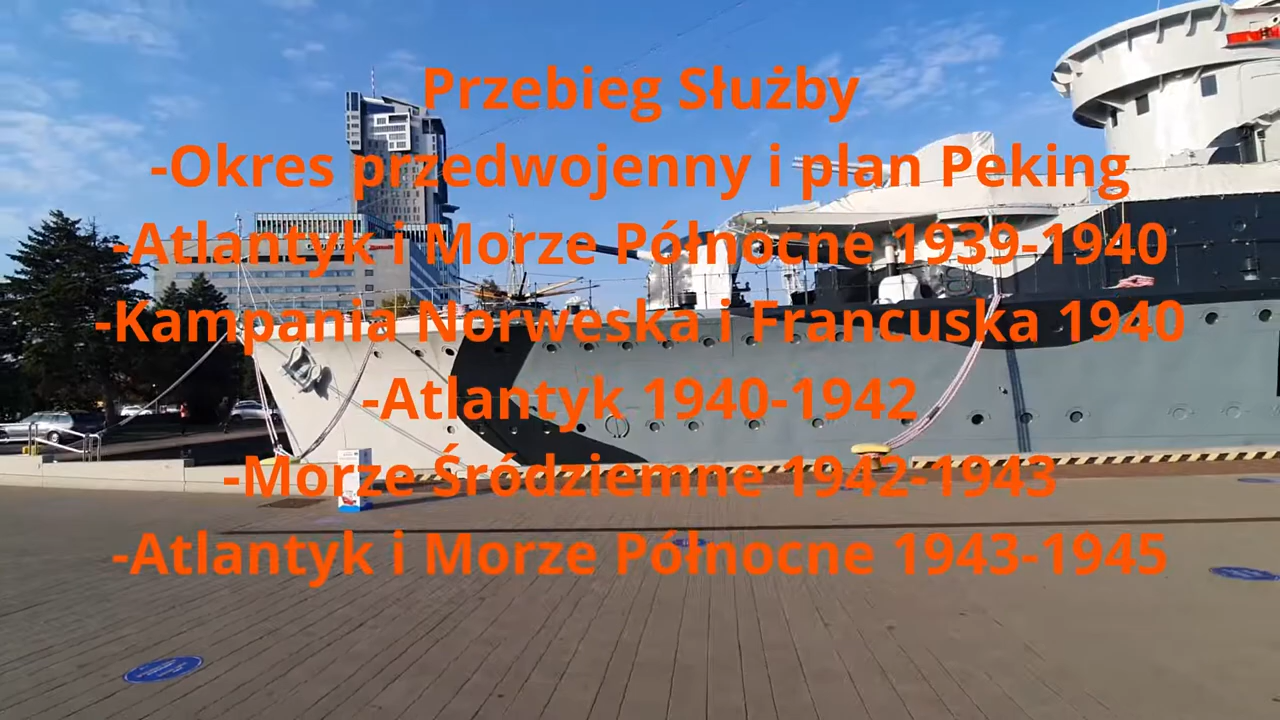 Przebieg Służby
-Okres przedwojenny i plan Peking
-Atlantyk i Morze Północne 1939-1940
-Kampania Norweska i Francuska 1940
-Atlantyk 1940-1942
-Morze Śródziemne 1942-1943
-Atlantyk i Morze Północne 1943-1945